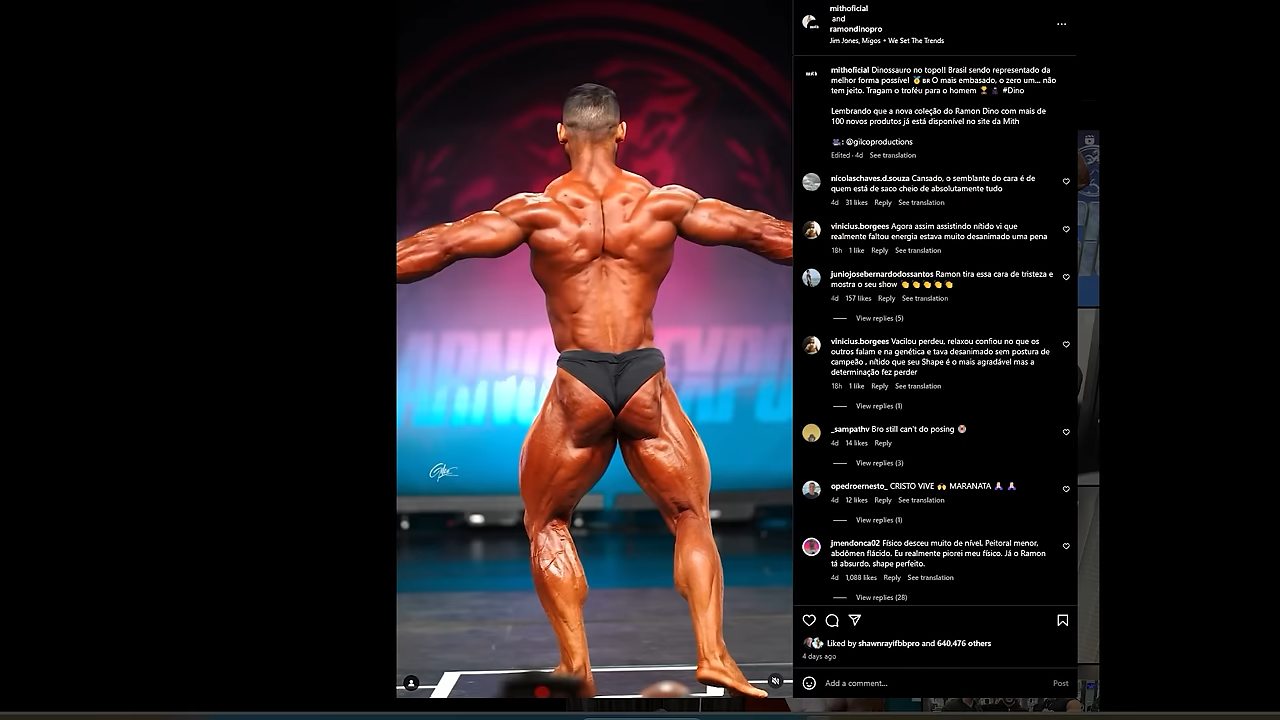 mithoficial
and
ramondinopro
Jim Jones, Migos • We Set The Trends
mith
mithoficial Dinossauro no topo!! Brasil sendo representado da
melhor forma possível 🥇 BR O mais embasado, o zero um... não
tem jeito. Tragam o troféu para o homem 🏆 #Dino
Lembrando que a nova coleção do Ramon Dino com mais de
100 novos produtos já está disponível no site da Mith
: @gilcoproductions
Edited · 4d See translation
nicolaschaves.d.souza Cansado, o semblante do cara é de
quem está de saco cheio de absolutamente tudo
4d 31 likes Reply See translation
vinicius.borgees Agora assim assistindo nítido vi que
realmente faltou energia estava muito desanimado uma pena
18h 1 like Reply See translation
juniojosebernardodossantos Ramon tira essa cara de tristeza e
mostra o seu show 👏 👏 👏 👏 👏
4d 157 likes Reply See translation
View replies (5)
vinicius.borgees Vacilou perdeu, relaxou confiou no que os
outros falam e na genética e tava desanimado sem postura de
campeão , nítido que seu Shape é o mais agradável mas a
determinação fez perder
18h 1 like Reply See translation
View replies (1)
_sampathv Bro still can't do posing
4d 14 likes Reply
View replies (3)
opedroernesto_ CRISTO VIVE 🙌 MARANATA
4d 12 likes Reply See translation
View replies (1)
jmendonca02 Físico desceu muito de nível. Peitoral menor,
abdômen flácido. Eu realmente piorei meu físico. Já o Ramon
tá absurdo, shape perfeito.
4d 1,088 likes Reply See translation
View replies (28)
Liked by shawnrayifbbpro and 640,476 others
4 days ago
Add a comment... Post